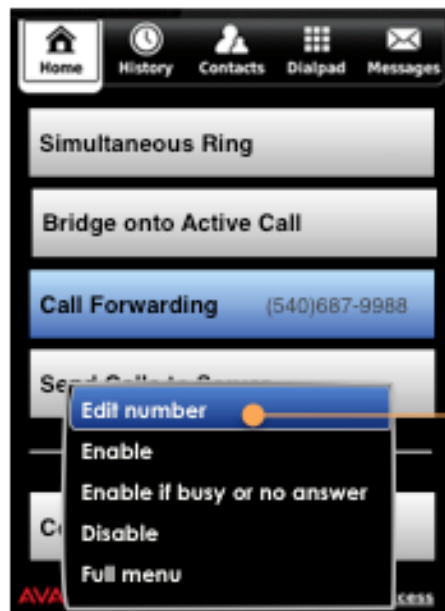 Home History Contacts Dialpad Messages
Simultaneous Ring
Bridge onto Active Call
Call Forwarding (540)687-9988
Edit number
Enable
Enable if busy or no answer
Disable
Full menu